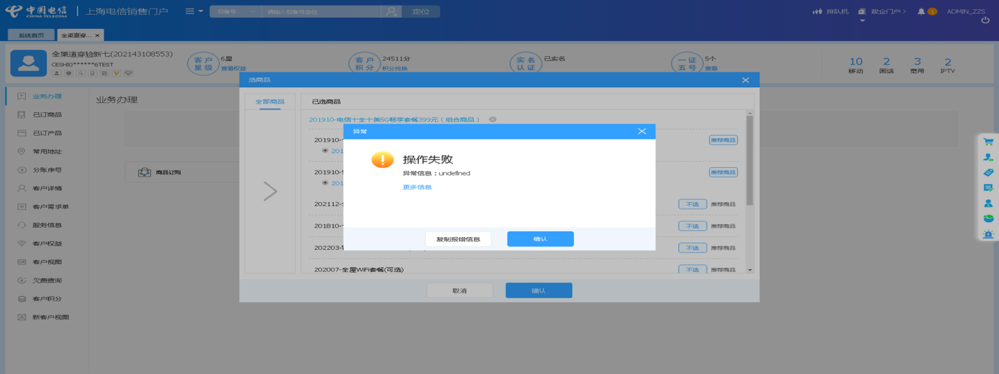 中国电信
CHINA TELECOM
上海电信销售门户
设备号
请输入设备号定位
定位
排队机
政企门户>
1
ADMIN_ZZS
系统首页
全渠道穿...
全渠道穿验新七(202143108553)
CESHI0******6TEST
客户星级
6星
查看权益
客户积分
24511分
积分兑换
实名认证
已实名
一证五号
5个
查看
10 移动
2 固话
3 宽带
2 IPTV
业务办理
已订商品
已订产品
常用地址
分账序号
客户详情
客户需求单
服务信息
客户权益
客户视图
欠费查询
客户积分
新客户视图
业务办理
商品订购
选商品
全部商品
已选商品
201910-电信十全十美5G畅享套餐399元（组合商品）
201910-
推荐商品
201
201910-
推荐商品
201
202112-
不选 推荐商品
201810-
不选 推荐商品
202203-
不选 推荐商品
202007-全屋WiFi套餐(可选)
不选 推荐商品
取消
确认
异常
操作失败
异常信息：undefined
更多信息
复制报错信息
确认